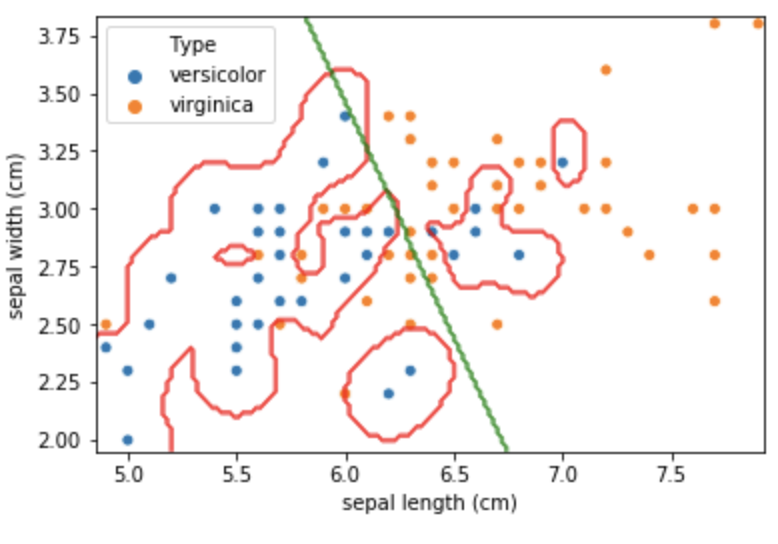 Type
versicolor
virginica
3.75
3.50
3.25
3.00
2.75
2.50
2.25
2.00
sepal width (cm)
5.0 5.5 6.0 6.5 7.0 7.5
sepal length (cm)